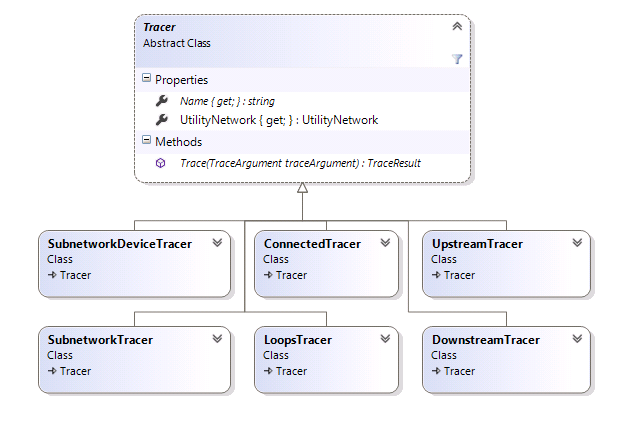 Tracer
Abstract Class
Properties
Name { get; } : string
UtilityNetwork { get; } : UtilityNetwork
Methods
Trace(TraceArgument traceArgument) : TraceResult
SubnetworkDeviceTracer
Class
Tracer
ConnectedTracer
Class
Tracer
UpstreamTracer
Class
Tracer
SubnetworkTracer
Class
Tracer
LoopsTracer
Class
Tracer
DownstreamTracer
Class
Tracer